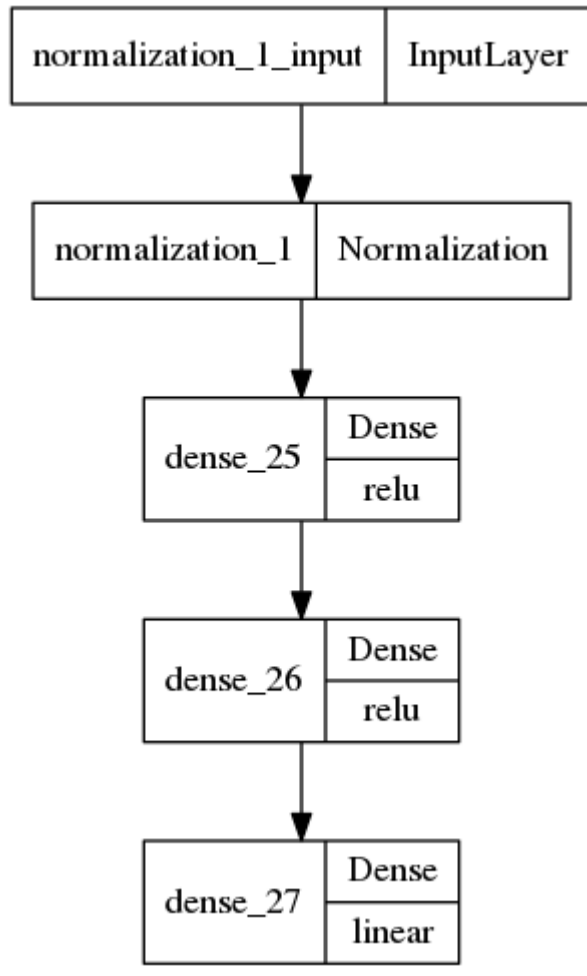 normalization_1_input InputLayer
normalization_1 Normalization
dense_25 Dense
relu
dense_26 Dense
relu
dense_27 Dense
linear